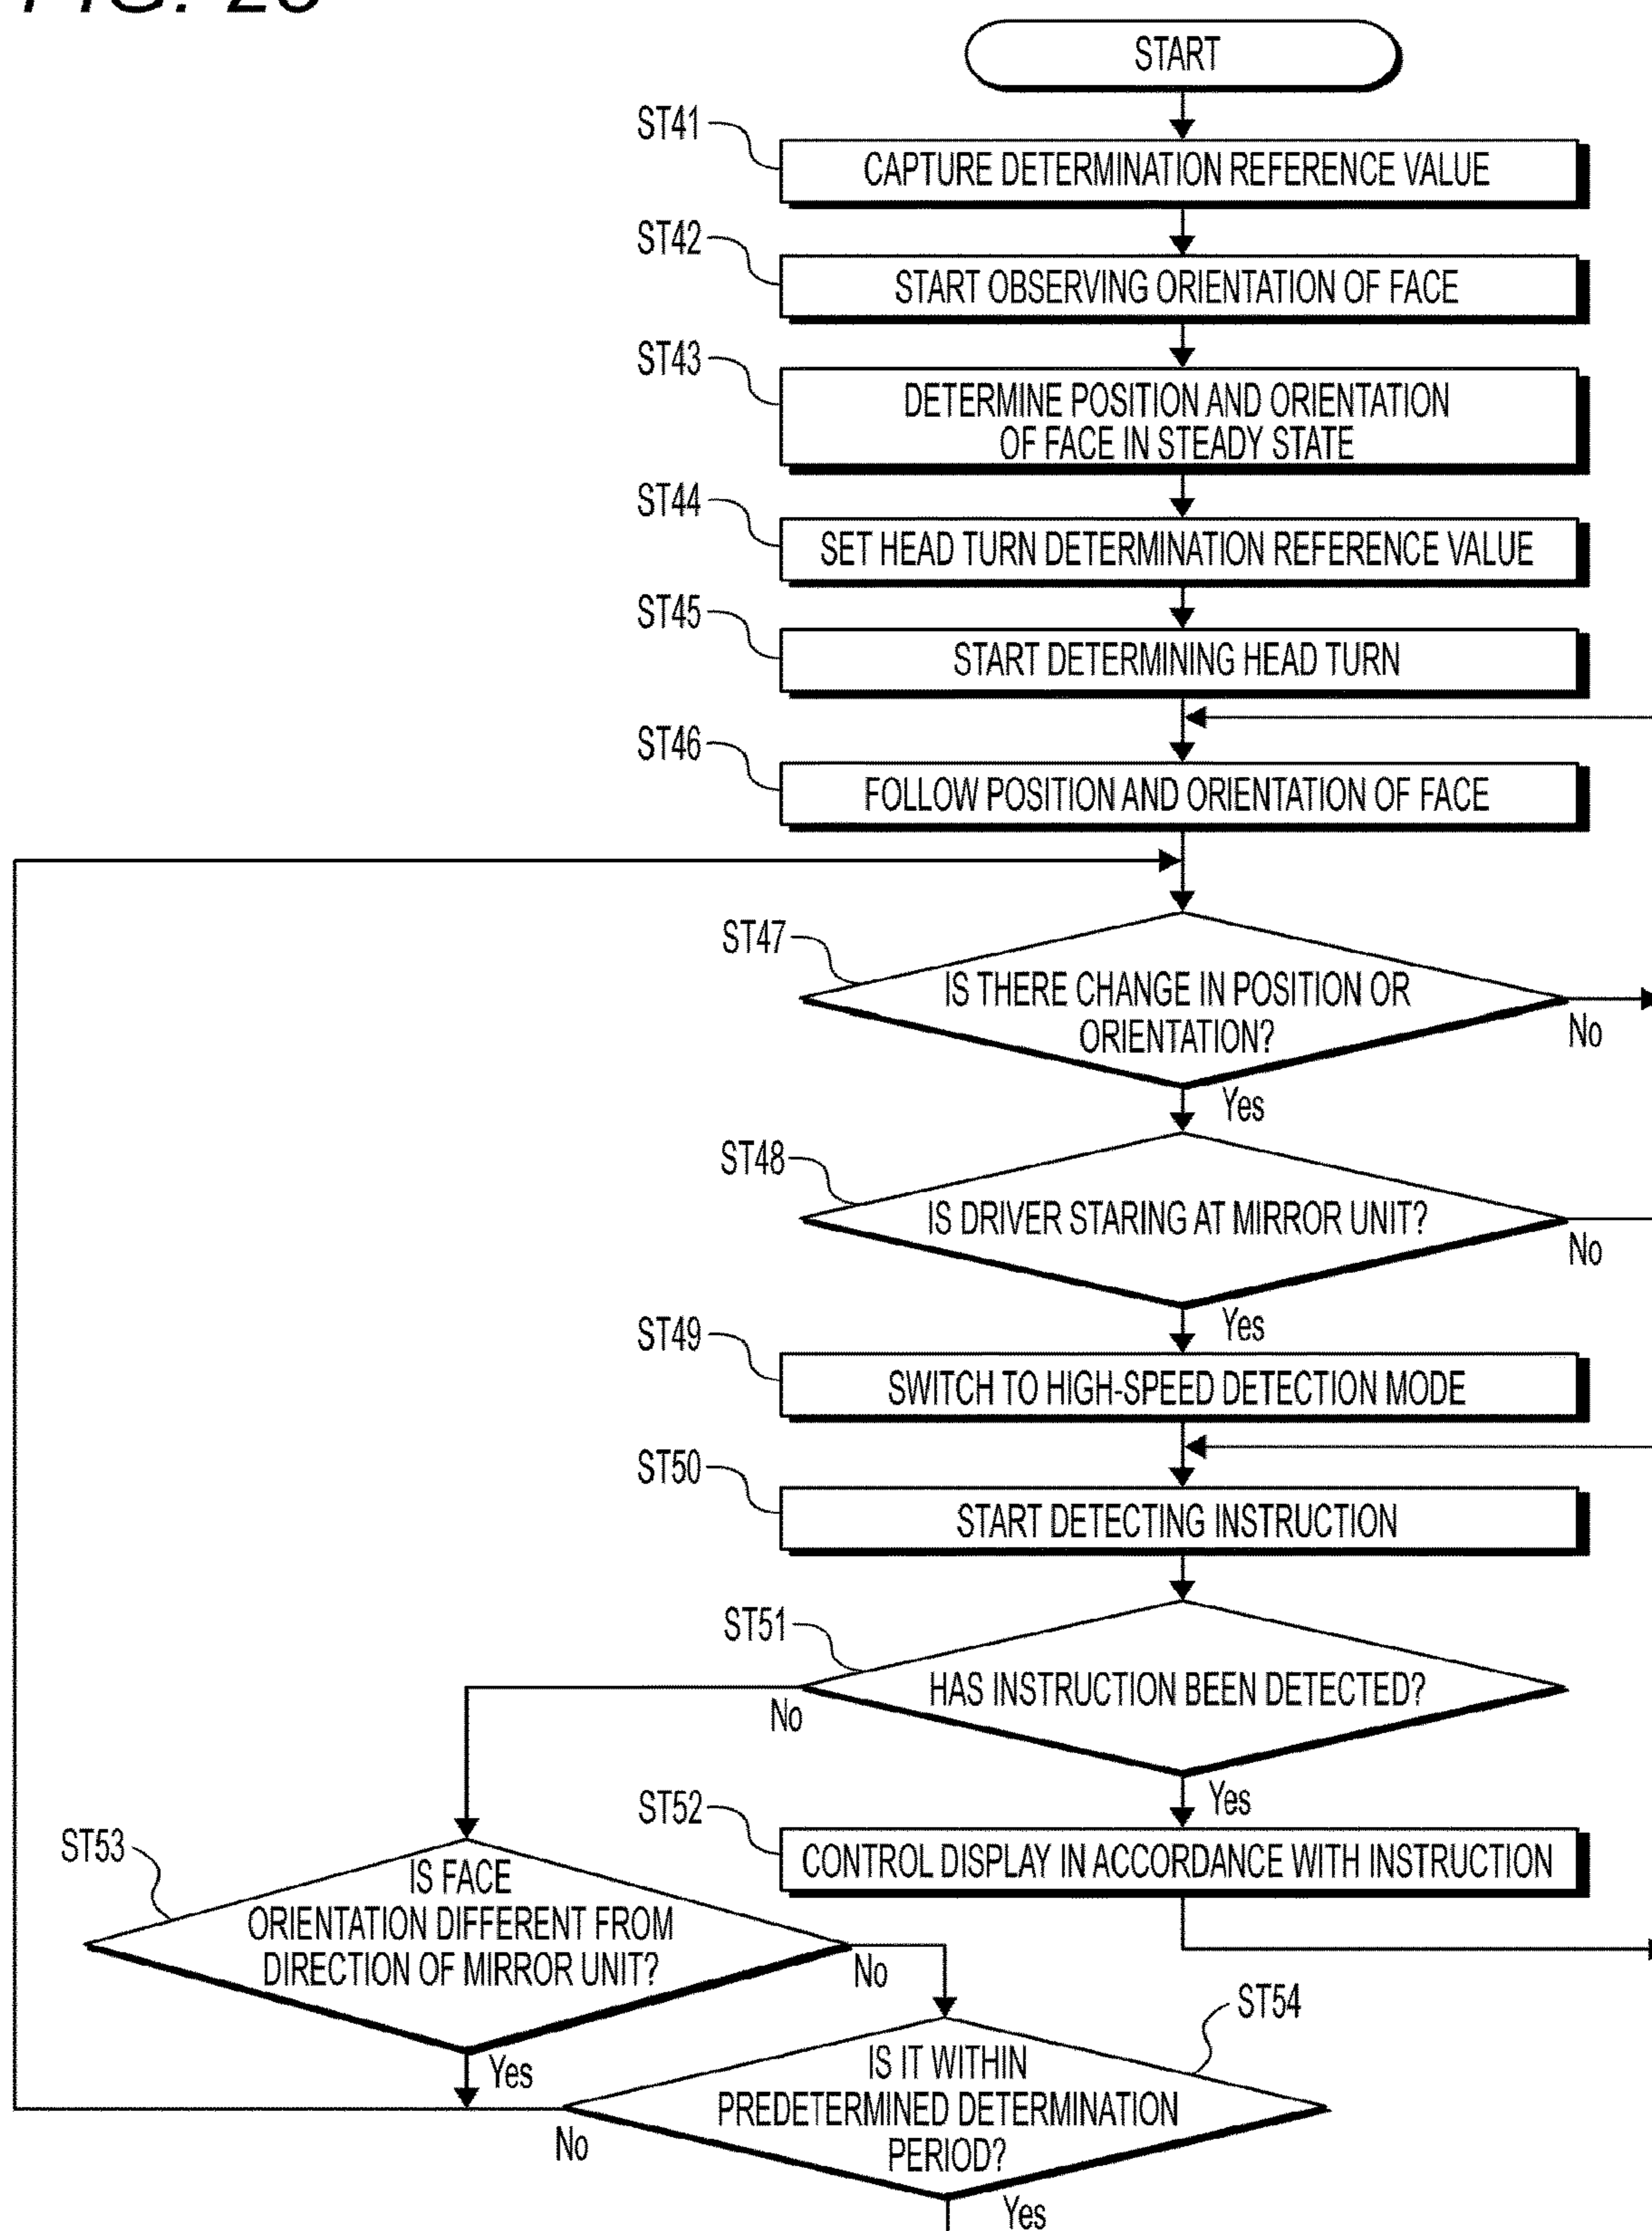 START
ST41
CAPTURE DETERMINATION REFERENCE VALUE
ST42
START OBSERVING ORIENTATION OF FACE
ST43
DETERMINE POSITION AND ORIENTATION
OF FACE IN STEADY STATE
ST44
SET HEAD TURN DETERMINATION REFERENCE VALUE
ST45
START DETERMINING HEAD TURN
ST46
FOLLOW POSITION AND ORIENTATION OF FACE
ST47
IS THERE CHANGE IN POSITION OR
ORIENTATION?
No
Yes
ST48
IS DRIVER STARING AT MIRROR UNIT?
No
Yes
ST49
SWITCH TO HIGH-SPEED DETECTION MODE
ST50
START DETECTING INSTRUCTION
ST51
HAS INSTRUCTION BEEN DETECTED?
No
Yes
ST52
CONTROL DISPLAY IN ACCORDANCE WITH INSTRUCTION
ST53
IS FACE
ORIENTATION DIFFERENT FROM
DIRECTION OF MIRROR UNIT?
No
Yes
ST54
IS IT WITHIN
PREDETERMINED DETERMINATION
PERIOD?
No
Yes